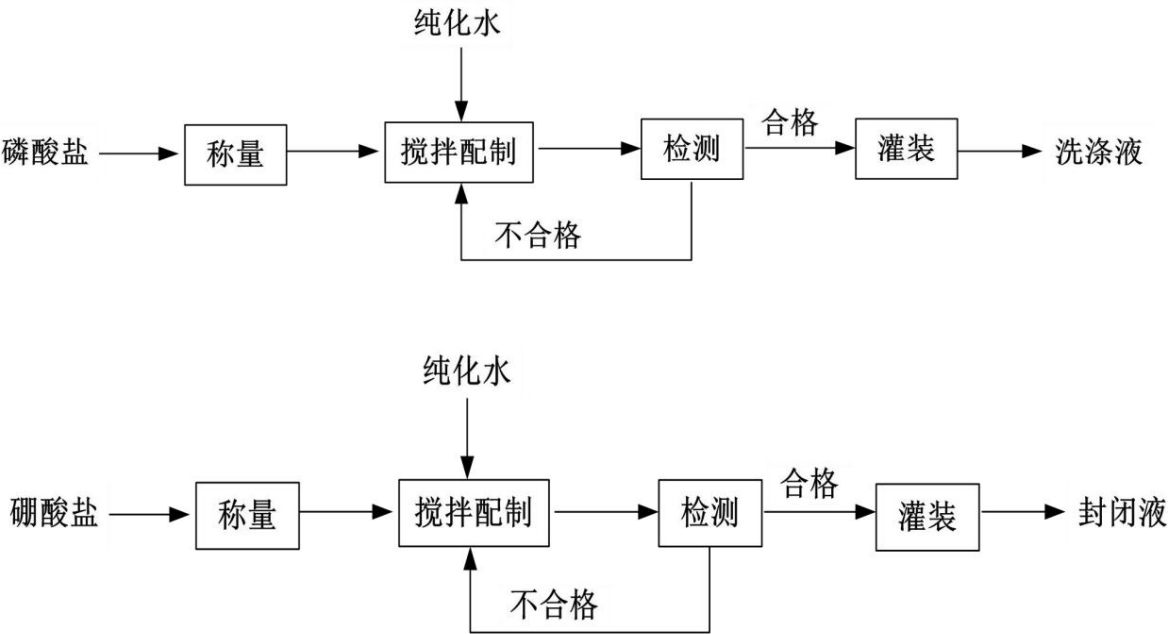 纯化水
磷酸盐
称量
搅拌配制
检测
合格
灌装
洗涤液
不合格
纯化水
硼酸盐
称量
搅拌配制
检测
合格
灌装
封闭液
不合格